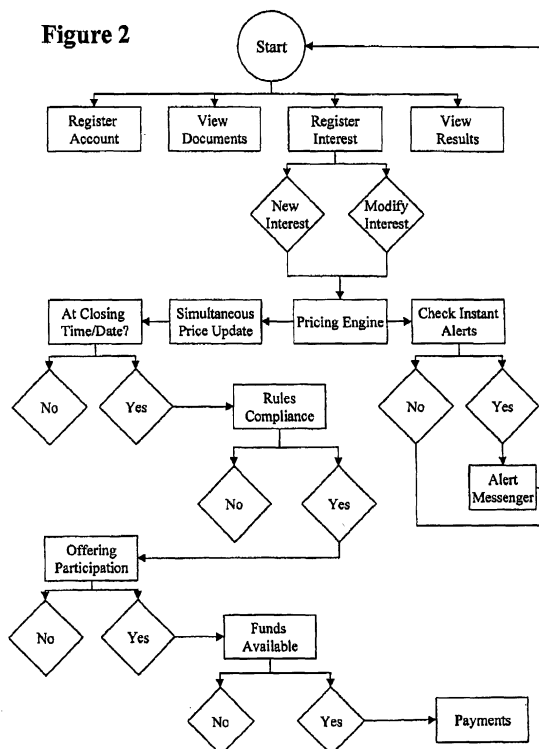 Figure 2
Start
Register
Account
View
Documents
Register
Interest
View
Results
New
Interest
Modify
Interest
At Closing
Time/Date?
Simultaneous
Price Update
Pricing Engine
Check Instant
Alerts
No
Yes
Rules
Compliance
No
Yes
No
Yes
Alert
Messenger
Offering
Participation
No
Yes
Funds
Available
No
Yes
Payments